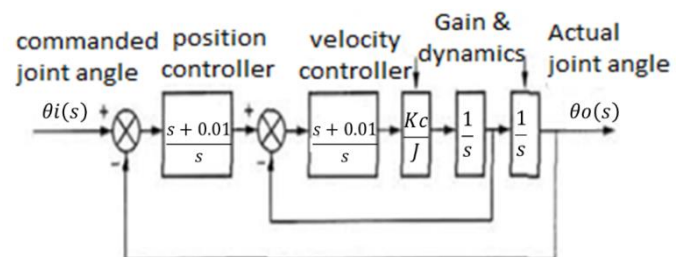 commanded position velocity Gain & Actual
joint angle controller controller dynamics joint angle
θi(s) + + θo(s)
s + 0.01 s + 0.01 Kc 1 1
s s J s s
- -